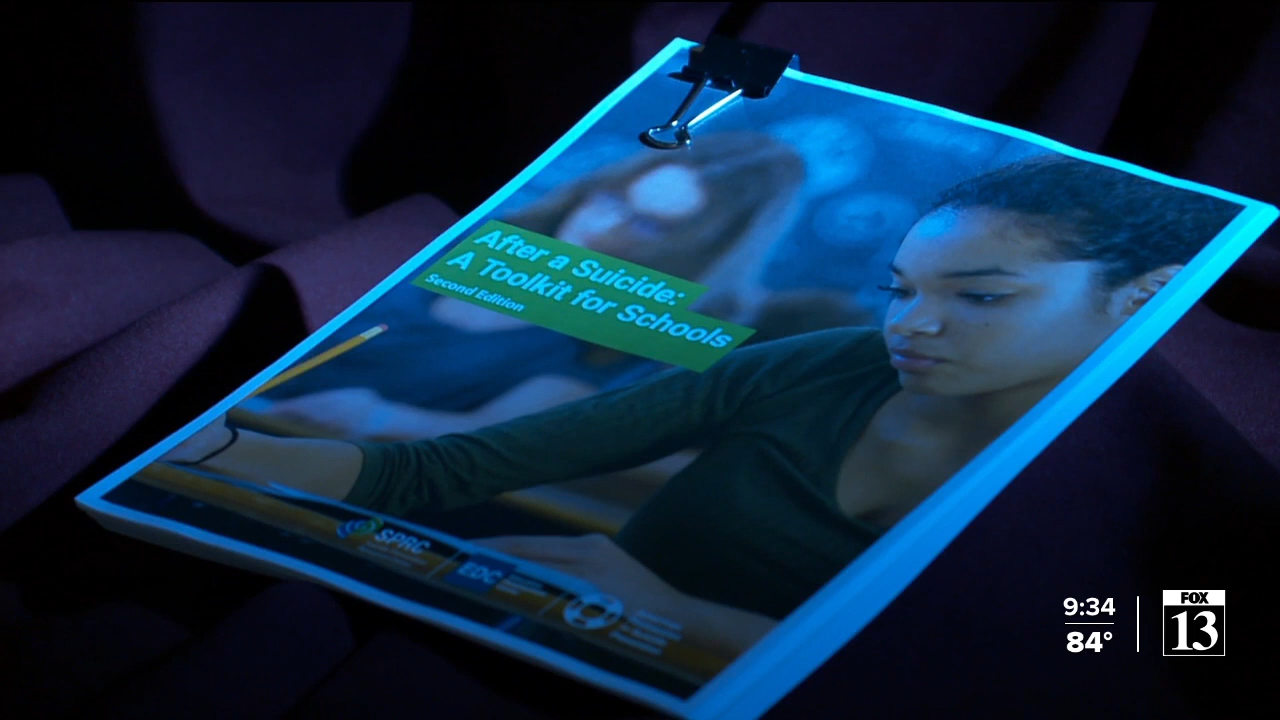 After a Suicide:
A Toolkit for Schools
Second Edition
SPRC
EDC
9:34
84°
FOX
13